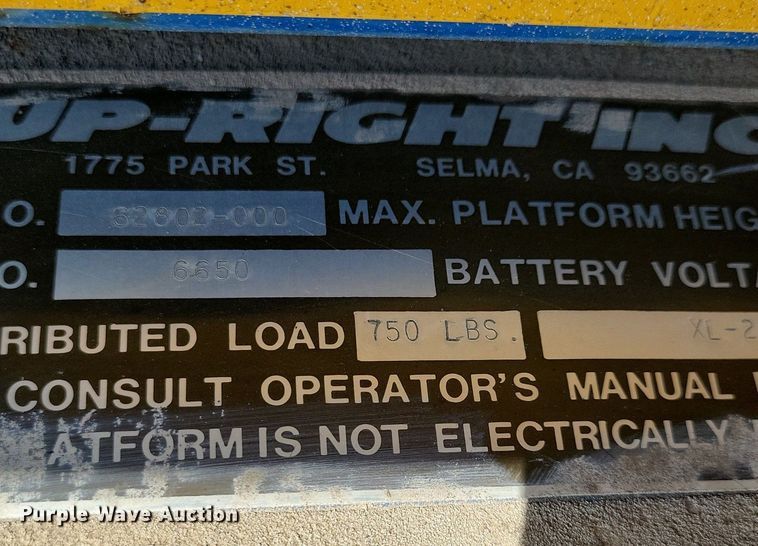 UP-RIGHT INC
1775 PARK ST. SELMA, CA 93662
O. 62802-000 MAX. PLATFORM HEIG
O. 6650 BATTERY VOLTA
RIBUTED LOAD 750 LBS. XL-2
CONSULT OPERATOR'S MANUAL
ATFORM IS NOT ELECTRICALLY
Purple Wave Auction